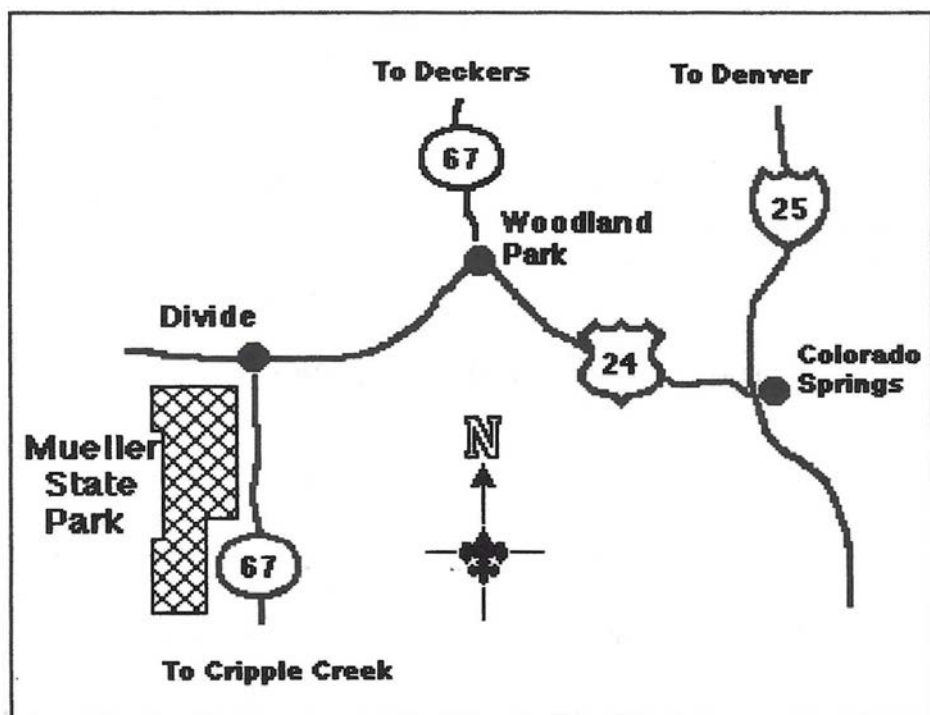 To Deckers
To Denver
67
25
Woodland
Park
Divide
24
Colorado
Springs
Mueller
State
Park
N
67
To Cripple Creek